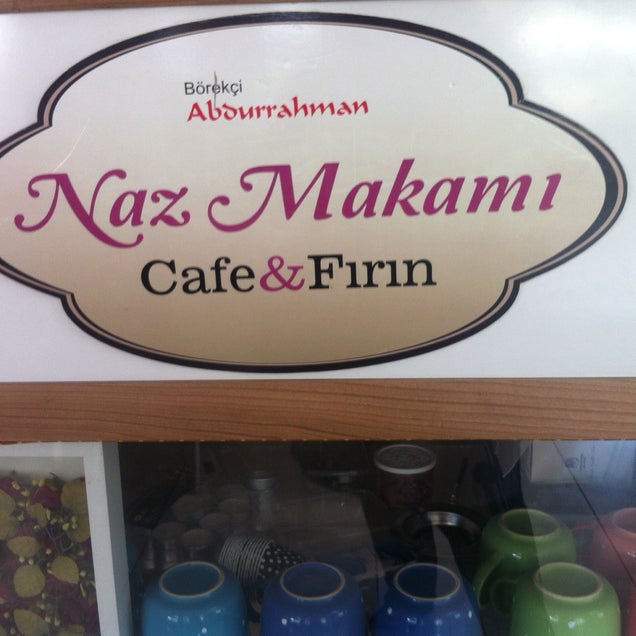 Börekçi
Abdurrahman
Naz Makamı
Cafe&Fırın